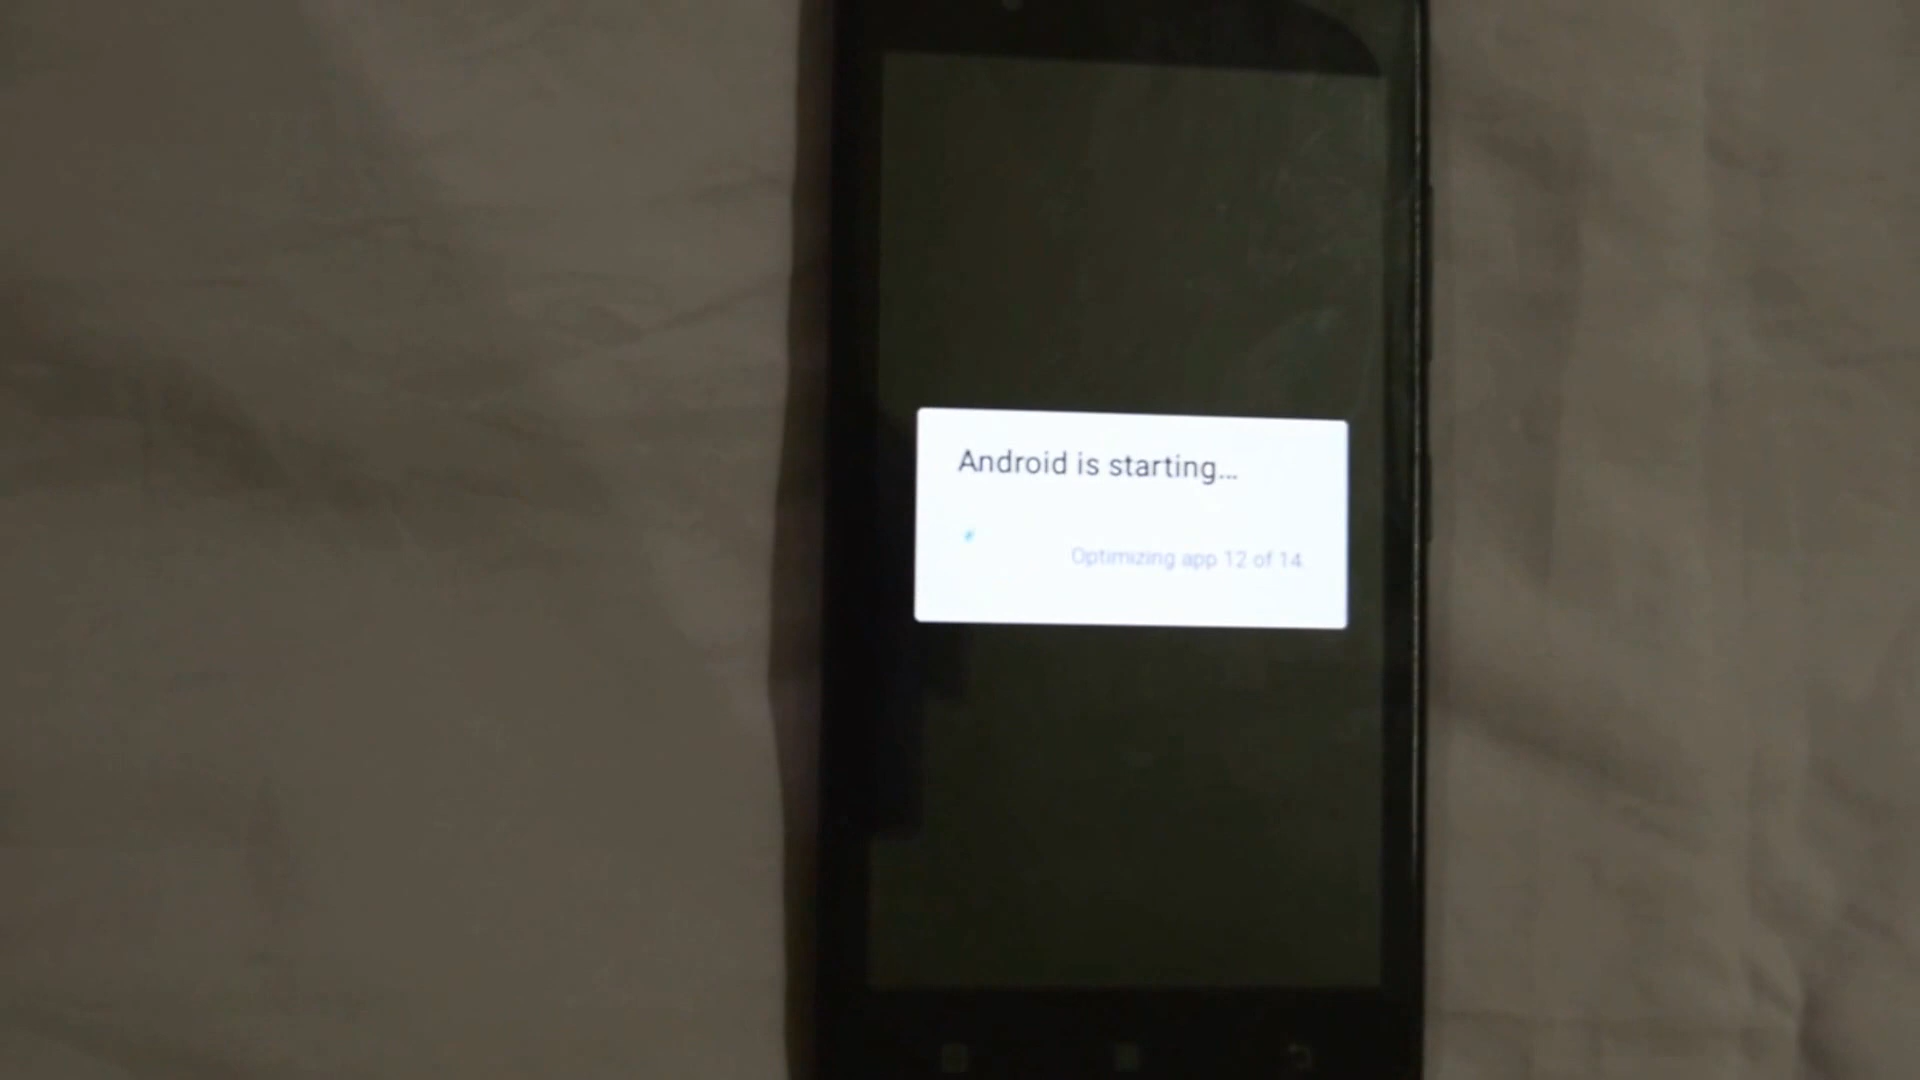 Android is starting...
Optimizing app 12 of 14.